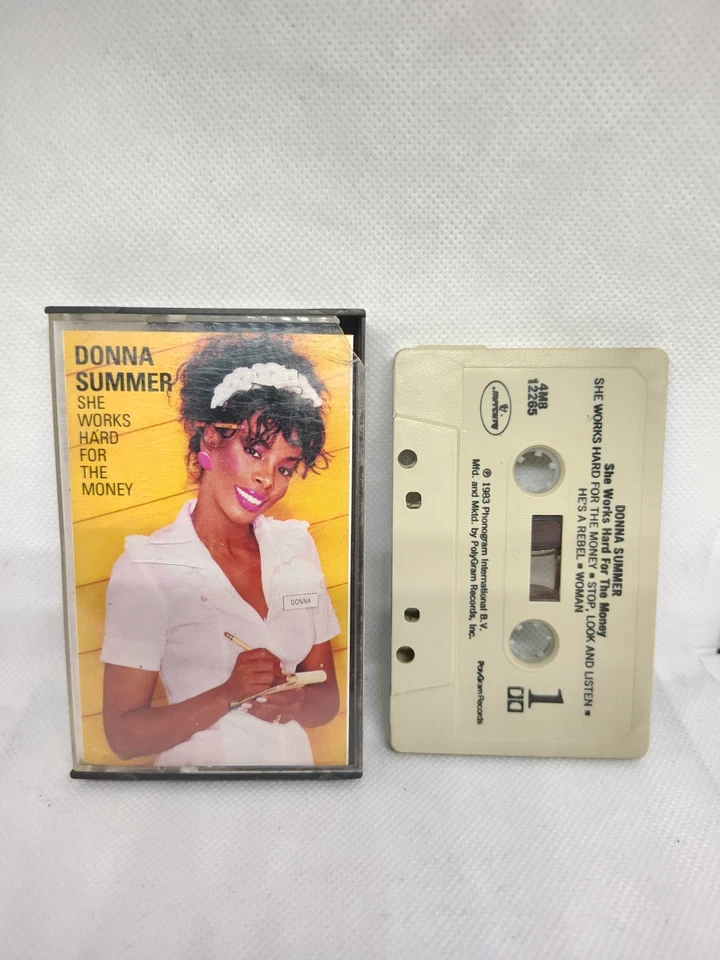 DONNA
SUMMER
SHE
WORKS
HARD
FOR
THE
MONEY
DONNA
DONNA SUMMER
She Works Hard For The Money
SHE WORKS HARD FOR THE MONEY ■ STOP, LOOK AND LISTEN ■
HE'S A REBEL ■ WOMAN
4M8
12265
mercury
1
℗ 1983 Phonogram International B.V.
Mfd. and Mktd. by PolyGram Records, Inc.
PolyGram Records